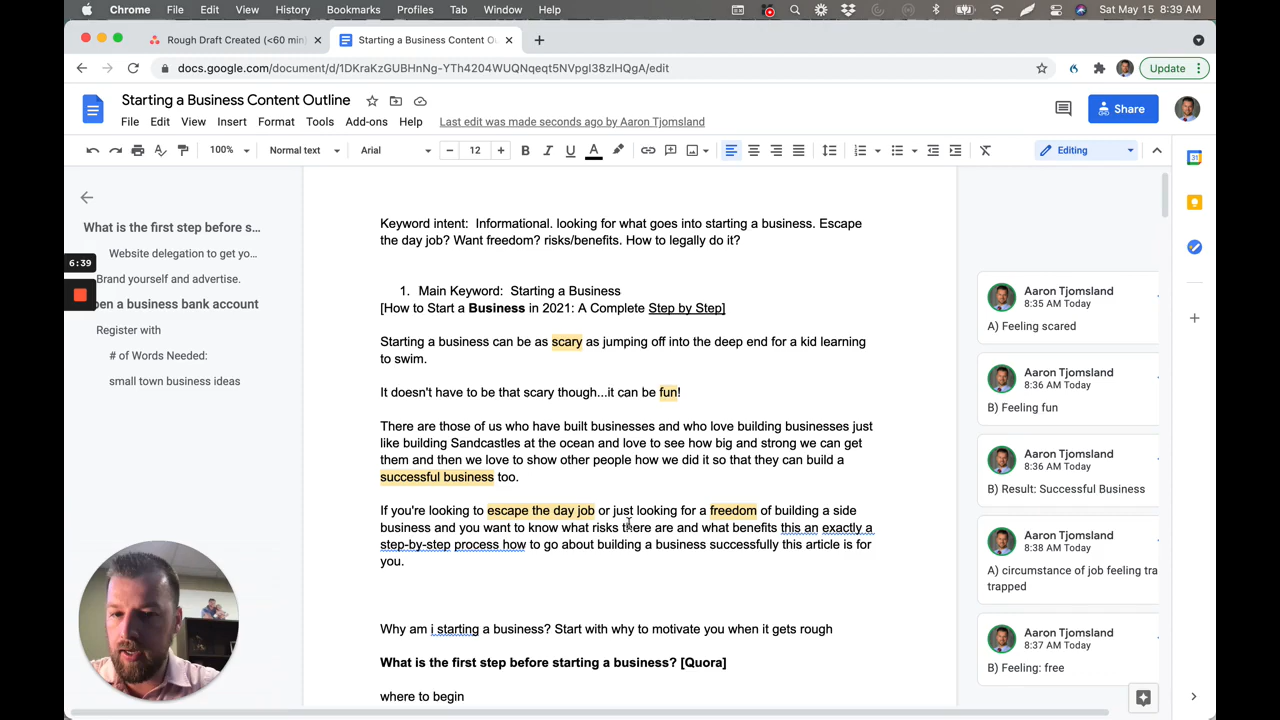 Chrome File Edit View History Bookmarks Profiles Tab Window Help Sat May 15 8:39 AM
Rough Draft Created (<60 min)
Starting a Business Content Ou
docs.google.com/document/d/1DKraKzGUBHnNg-YTh4204WUQNqeqt5NVpgI38zIHQgA/edit
Update
Starting a Business Content Outline
File Edit View Insert Format Tools Add-ons Help Last edit was made seconds ago by Aaron Tjomsland
Share
100% Normal text Arial 12 B I U A Editing
31
What is the first step before s...
Website delegation to get yo...
6:39
Brand yourself and advertise.
pen a business bank account
Register with
# of Words Needed:
small town business ideas
Keyword intent: Informational. looking for what goes into starting a business. Escape
the day job? Want freedom? risks/benefits. How to legally do it?
1. Main Keyword: Starting a Business
[How to Start a Business in 2021: A Complete Step by Step]
Starting a business can be as scary as jumping off into the deep end for a kid learning
to swim.
It doesn't have to be that scary though...it can be fun!
There are those of us who have built businesses and who love building businesses just
like building Sandcastles at the ocean and love to see how big and strong we can get
them and then we love to show other people how we did it so that they can build a
successful business too.
If you're looking to escape the day job or just looking for a freedom of building a side
business and you want to know what risks there are and what benefits this an exactly a
step-by-step process how to go about building a business successfully this article is for
you.
Why am i starting a business? Start with why to motivate you when it gets rough
What is the first step before starting a business? [Quora]
where to begin
Aaron Tjomsland
8:35 AM Today
A) Feeling scared
Aaron Tjomsland
8:36 AM Today
B) Feeling fun
Aaron Tjomsland
8:36 AM Today
B) Result: Successful Business
Aaron Tjomsland
8:38 AM Today
A) circumstance of job feeling tra
trapped
Aaron Tjomsland
8:37 AM Today
B) Feeling: free